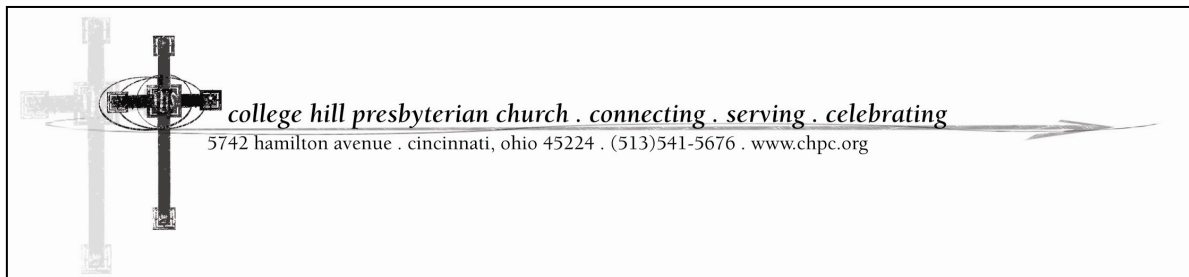 college hill presbyterian church . connecting . serving . celebrating
5742 hamilton avenue . cincinnati, ohio 45224 . (513)541-5676 . www.chpc.org